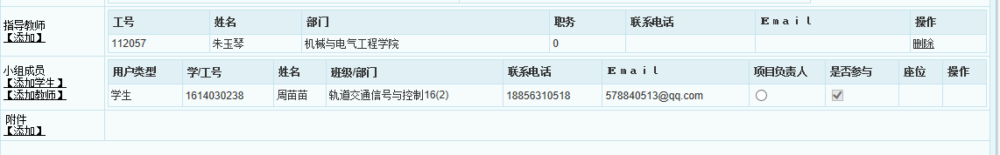 指导教师
【添加】
工号 姓名 部门 职务 联系电话 Email 操作
112057 朱玉琴 机械与电气工程学院 0 删除
小组成员
【添加学生】
【添加教师】
用户类型 学/工号 姓名 班级/部门 联系电话 Email 项目负责人 是否参与 座位 操作
学生 1614030238 周苗苗 轨道交通信号与控制16(2) 18856310518 578840513@qq.com
附件
【添加】